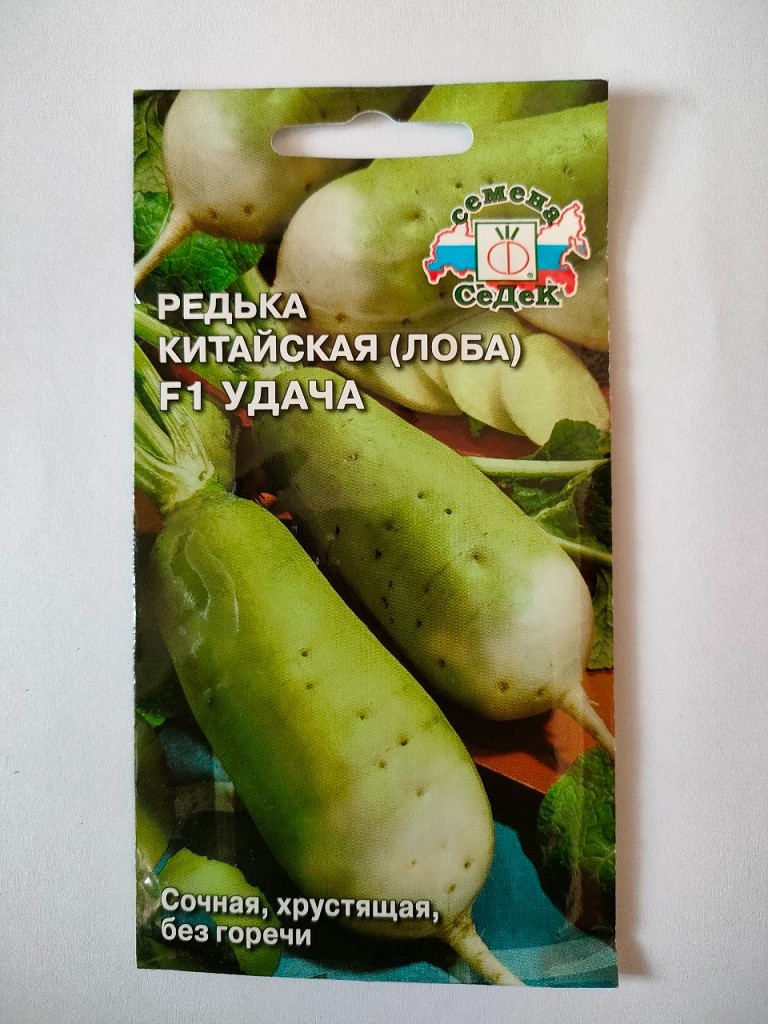 семена
СеДеК
РЕДЬКА
КИТАЙСКАЯ (ЛОБА)
F1 УДАЧА
Сочная, хрустящая,
без горечи